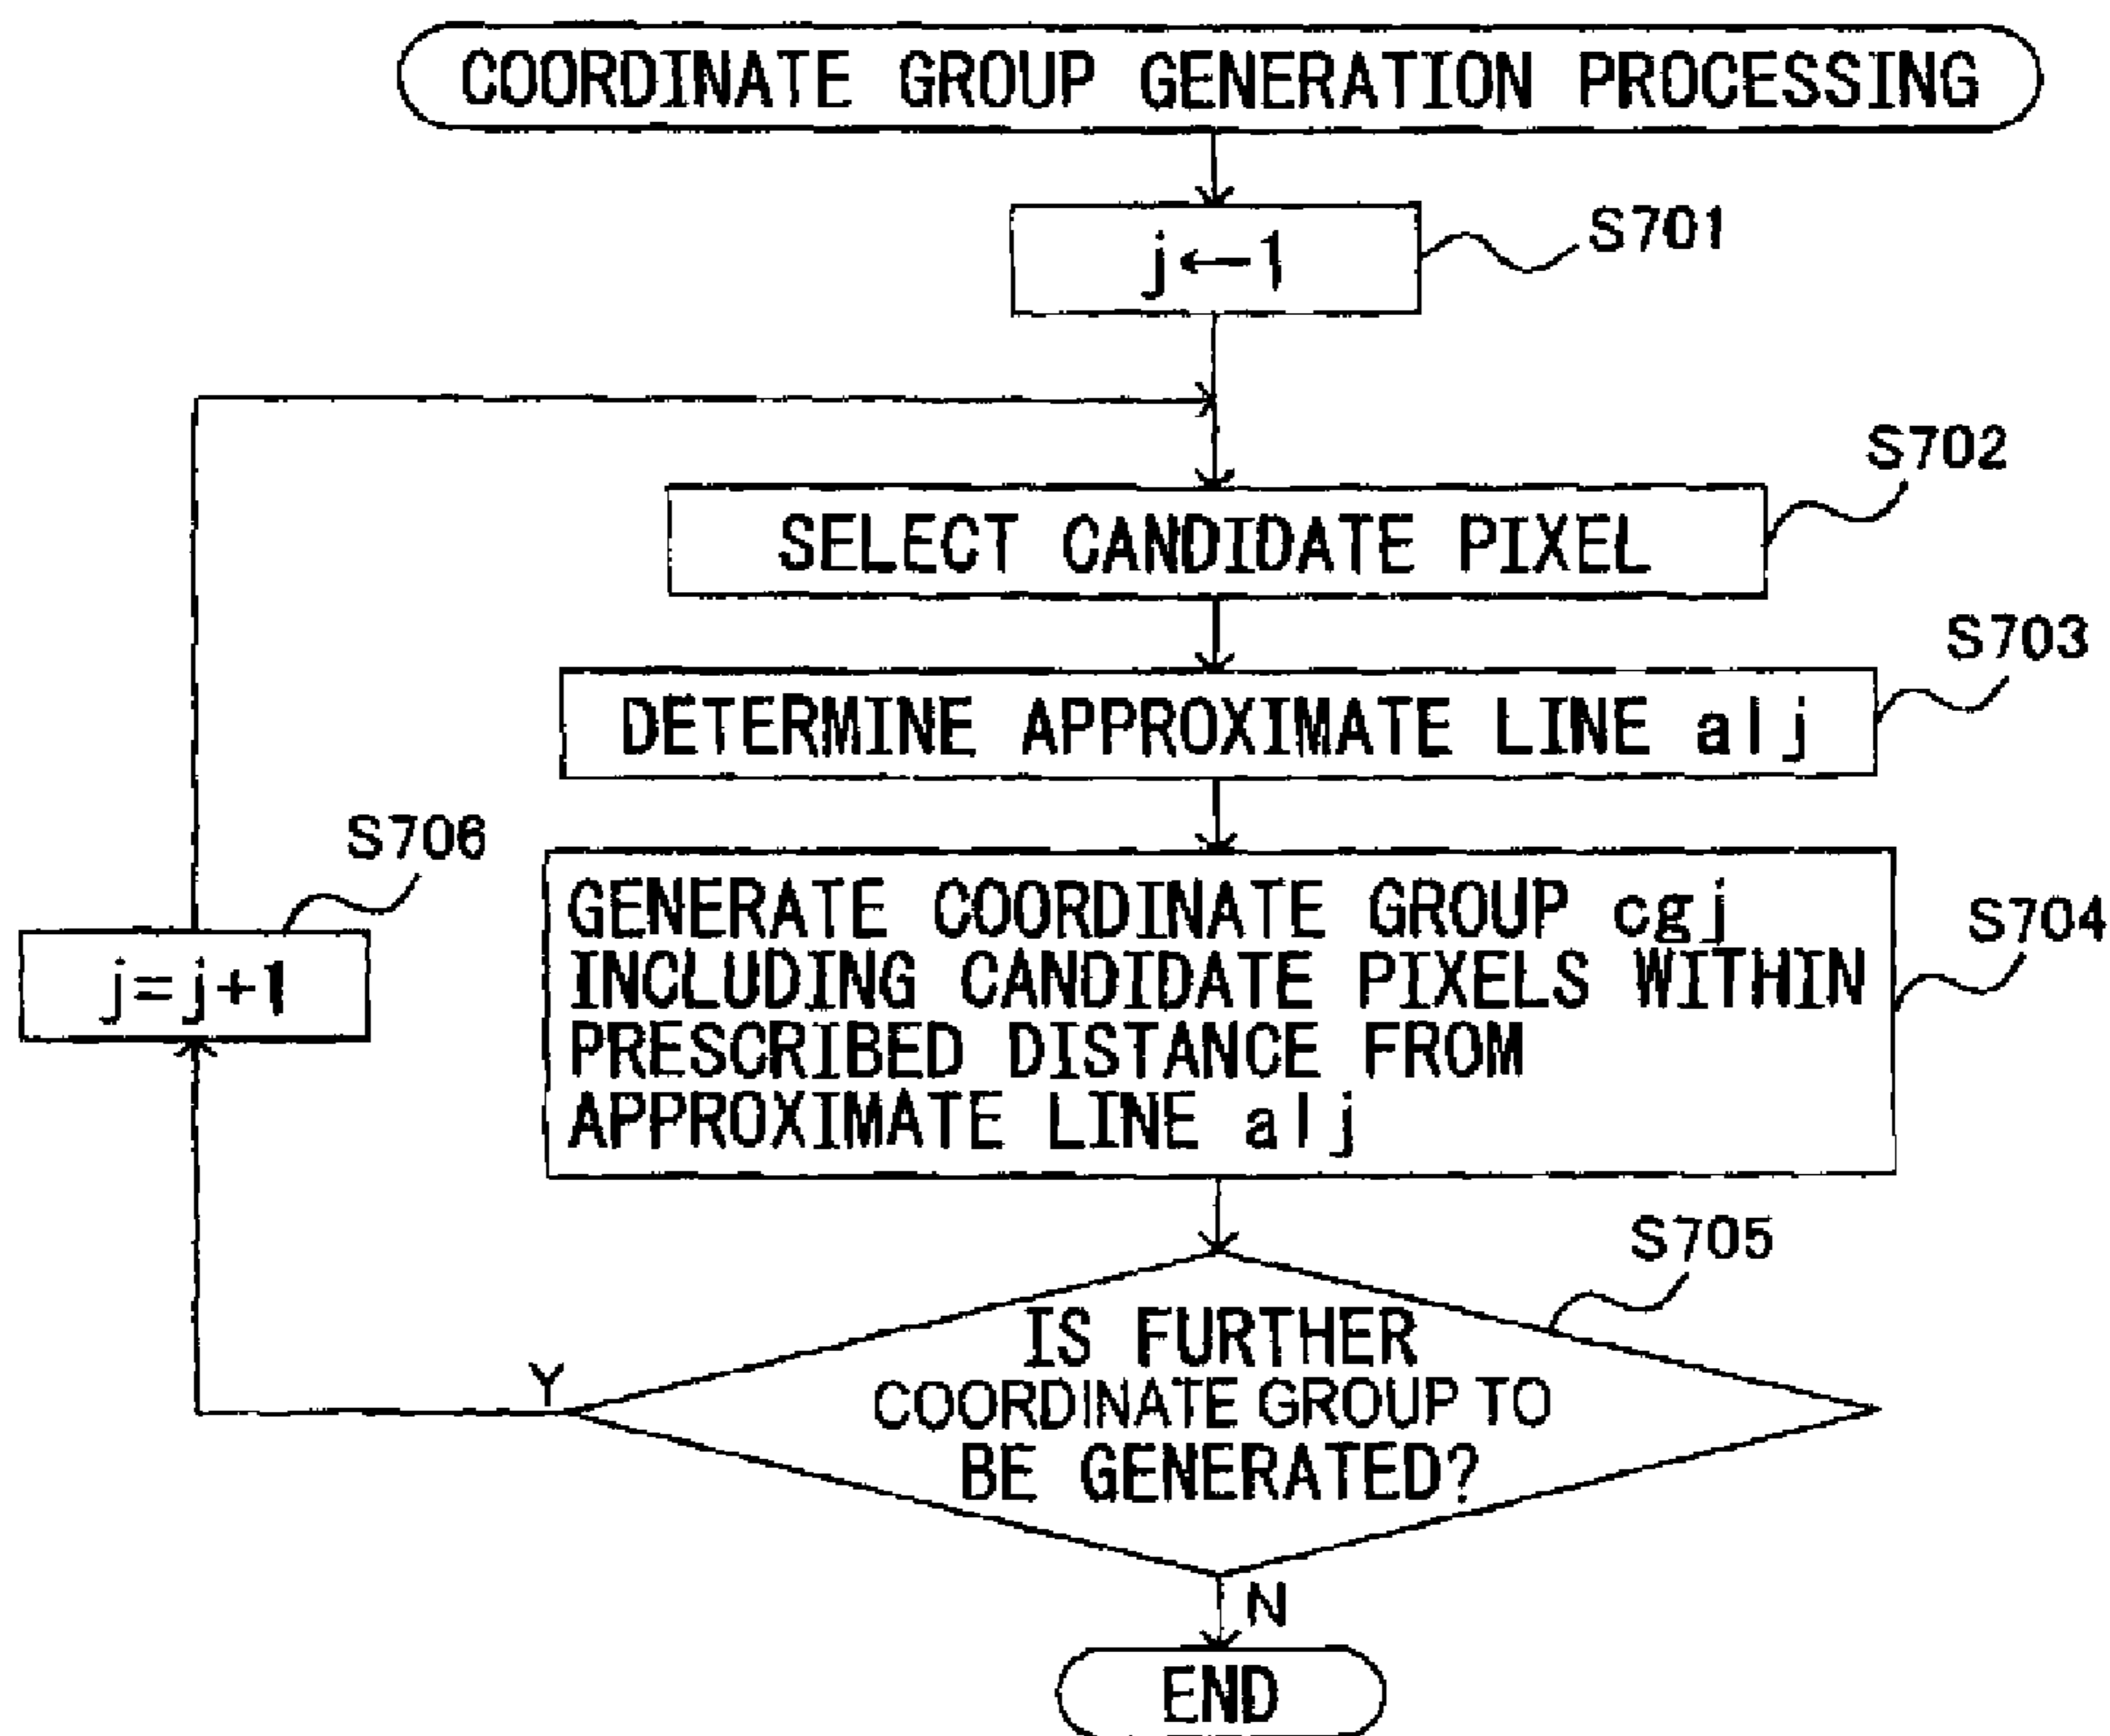 COORDINATE GROUP GENERATION PROCESSING
j←1
S701
SELECT CANDIDATE PIXEL
S702
DETERMINE APPROXIMATE LINE alj
S703
GENERATE COORDINATE GROUP cgj
INCLUDING CANDIDATE PIXELS WITHIN
PRESCRIBED DISTANCE FROM
APPROXIMATE LINE alj
S704
IS FURTHER
COORDINATE GROUP TO
BE GENERATED?
S705
Y
j=j+1
S706
N
END